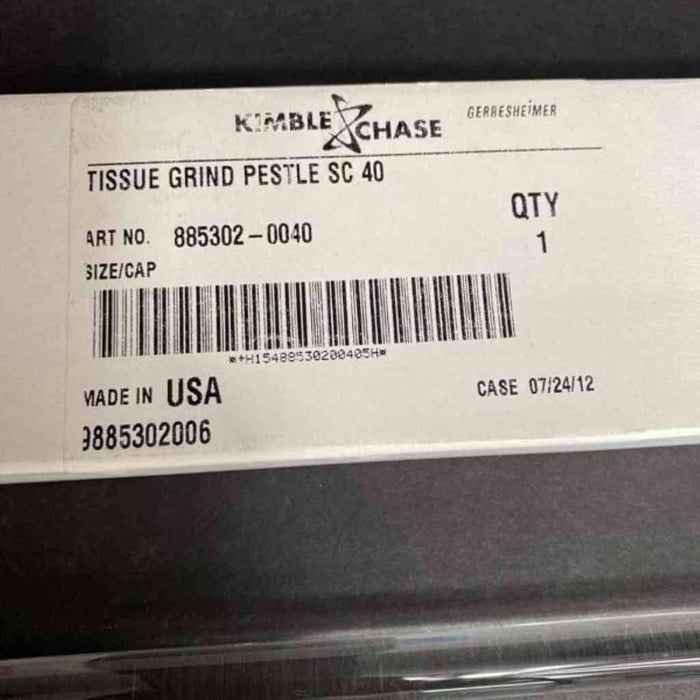 KIMBLE CHASE GERRESHEIMER
TISSUE GRIND PESTLE SC 40
QTY
ART NO. 885302-0040
1
SIZE/CAP
*+H15488530200405H*
MADE IN USA
CASE 07/24/12
9885302006